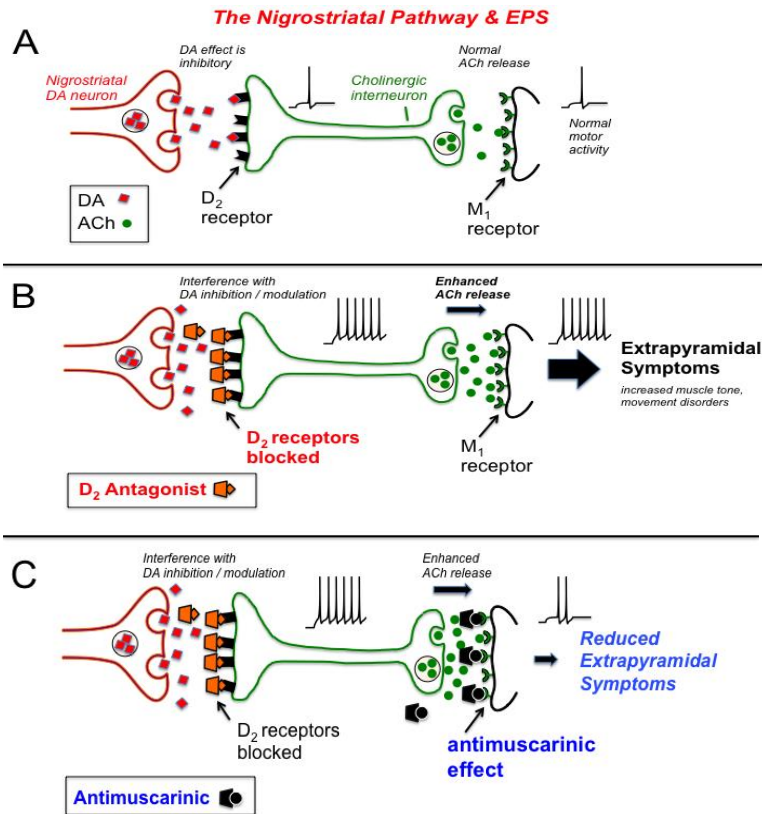 The Nigrostriatal Pathway & EPS
A
DA effect is
inhibitory
Normal
ACh release
Nigrostriatal
DA neuron
Cholinergic
interneuron
Normal
motor
activity
D2
receptor
M1
receptor
DA
ACh
B
Interference with
DA inhibition / modulation
Enhanced
ACh release
Extrapyramidal
Symptoms
increased muscle tone,
movement disorders
D2 receptors
blocked
M1
receptor
D2 Antagonist
C
Interference with
DA inhibition / modulation
Enhanced
ACh release
Reduced
Extrapyramidal
Symptoms
D2 receptors
blocked
antimuscarinic
effect
Antimuscarinic